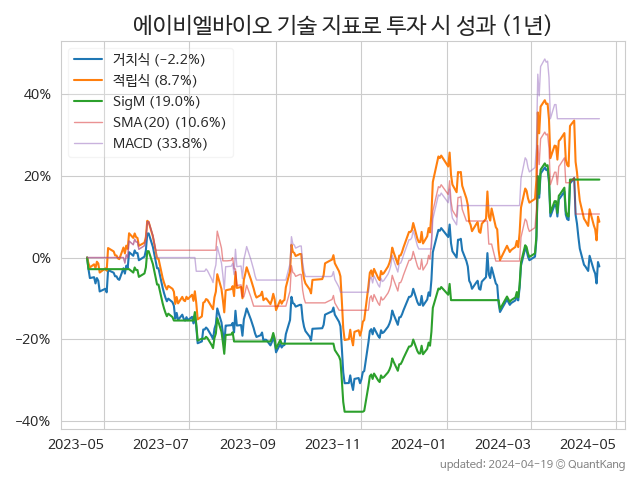 에이비엘바이오 기술 지표로 투자 시 성과 (1년)
거치식 (−2.2%)
적립식 (8.7%)
SigM (19.0%)
SMA(20) (10.6%)
MACD (33.8%)
40%
20%
0%
−20%
−40%
2023-05 2023-07 2023-09 2023-11 2024-01 2024-03 2024-05
updated: 2024-04-19 © QuantKang